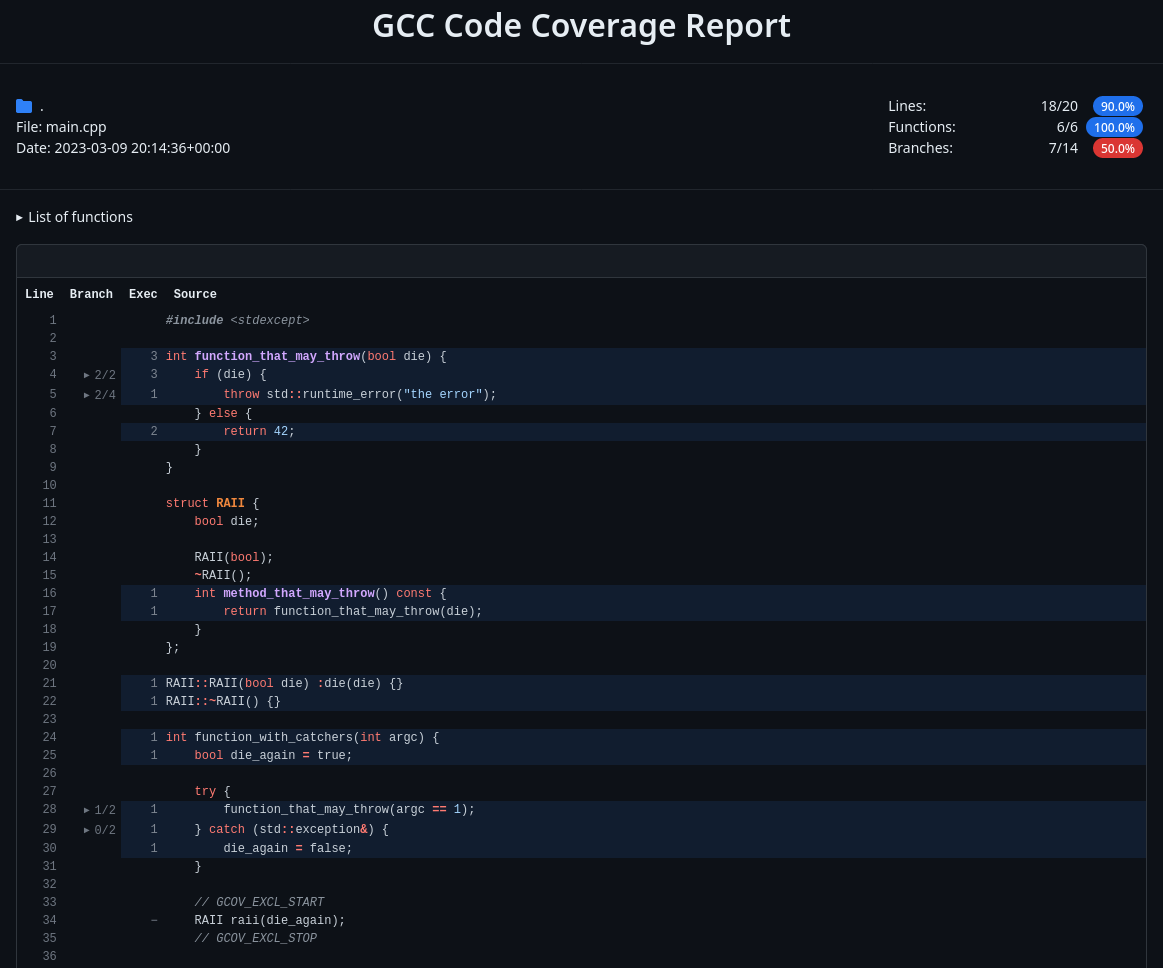 GCC Code Coverage Report
.
File: main.cpp
Date: 2023-03-09 20:14:36+00:00
Lines: 18/20 90.0%
Functions: 6/6 100.0%
Branches: 7/14 50.0%
▸ List of functions
Line Branch Exec Source
1 #include <stdexcept>
2
3 3 int function_that_may_throw(bool die) {
4 ▸ 2/2 3     if (die) {
5 ▸ 2/4 1         throw std::runtime_error("the error");
6     } else {
7 2         return 42;
8     }
9 }
10
11 struct RAII {
12     bool die;
13
14     RAII(bool);
15     ~RAII();
16 1     int method_that_may_throw() const {
17 1         return function_that_may_throw(die);
18     }
19 };
20
21 1 RAII::RAII(bool die) :die(die) {}
22 1 RAII::~RAII() {}
23
24 1 int function_with_catchers(int argc) {
25 1     bool die_again = true;
26
27     try {
28 ▸ 1/2 1         function_that_may_throw(argc == 1);
29 ▸ 0/2 1     } catch (std::exception&) {
30 1         die_again = false;
31     }
32
33     // GCOV_EXCL_START
34 −     RAII raii(die_again);
35     // GCOV_EXCL_STOP
36